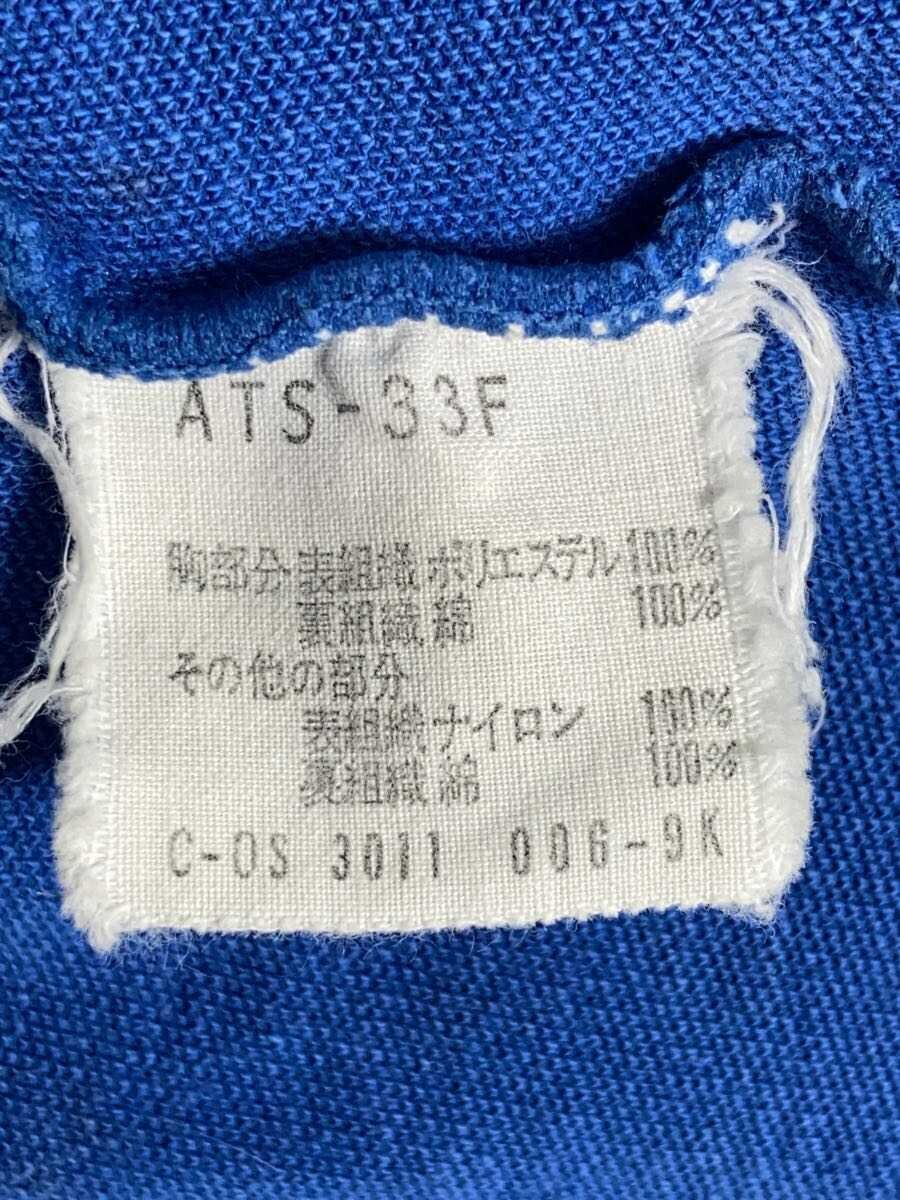 ATS-33F
胸部分 表組織 ポリエステル 100%
裏組織 綿 100%
その他の部分
表組織 ナイロン 100%
裏組織 綿 100%
C-OS 3011 006-9K